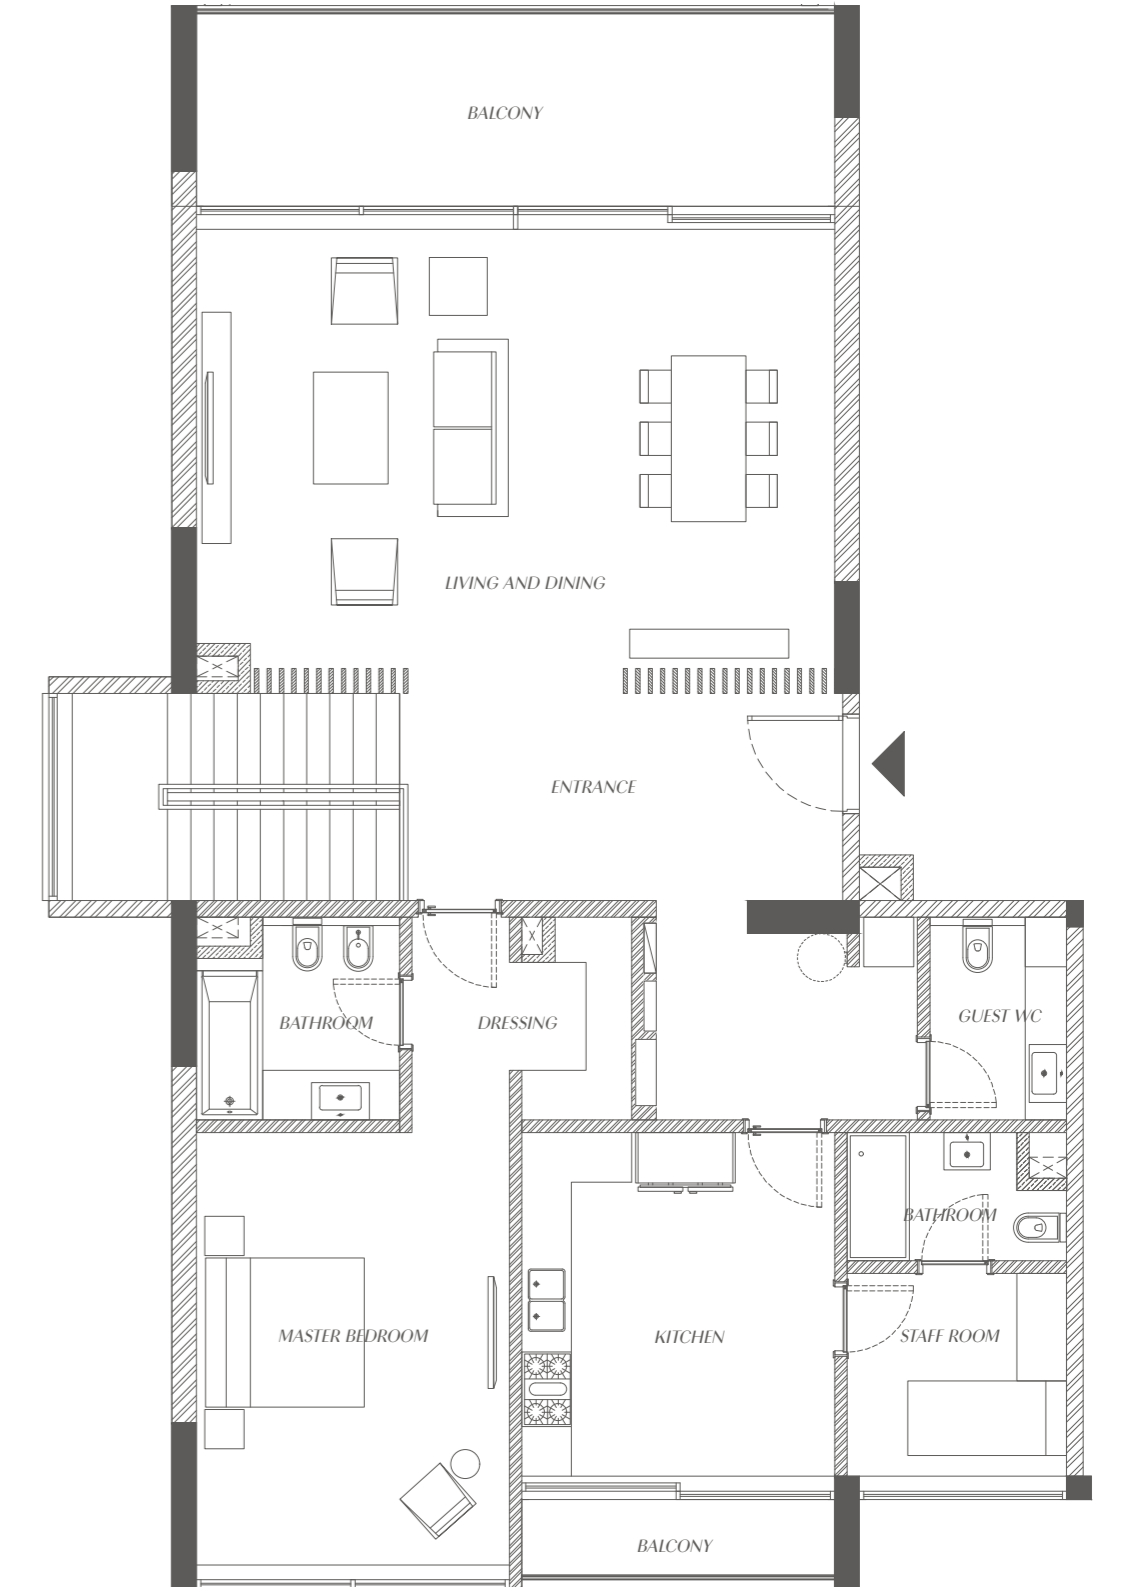 BALCONY
LIVING AND DINING
ENTRANCE
BATHROOM
DRESSING
GUEST WC
BATHROOM
MASTER BEDROOM
KITCHEN
STAFF ROOM
BALCONY